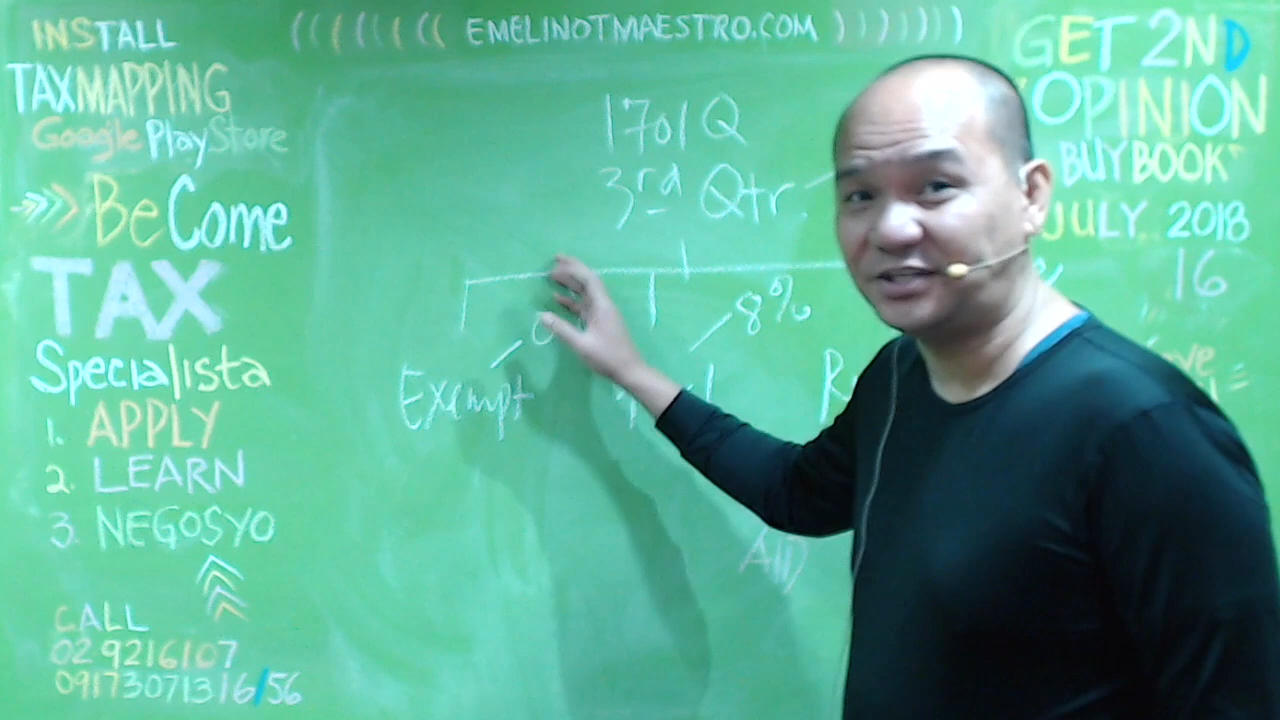 INSTALL
TAXMAPPING
Google PlayStore
>>> BeCome
TAX
Specialista
1. APPLY
2. LEARN
3. NEGOSYO
CALL
02 9216107
09173071316/56
((((((( EMELINOTMAESTRO.COM )))))))
1701Q
3rd Qtr.
8%
Exempt
GET 2ND
OPINION
BUY BOOK
JULY 2018
16